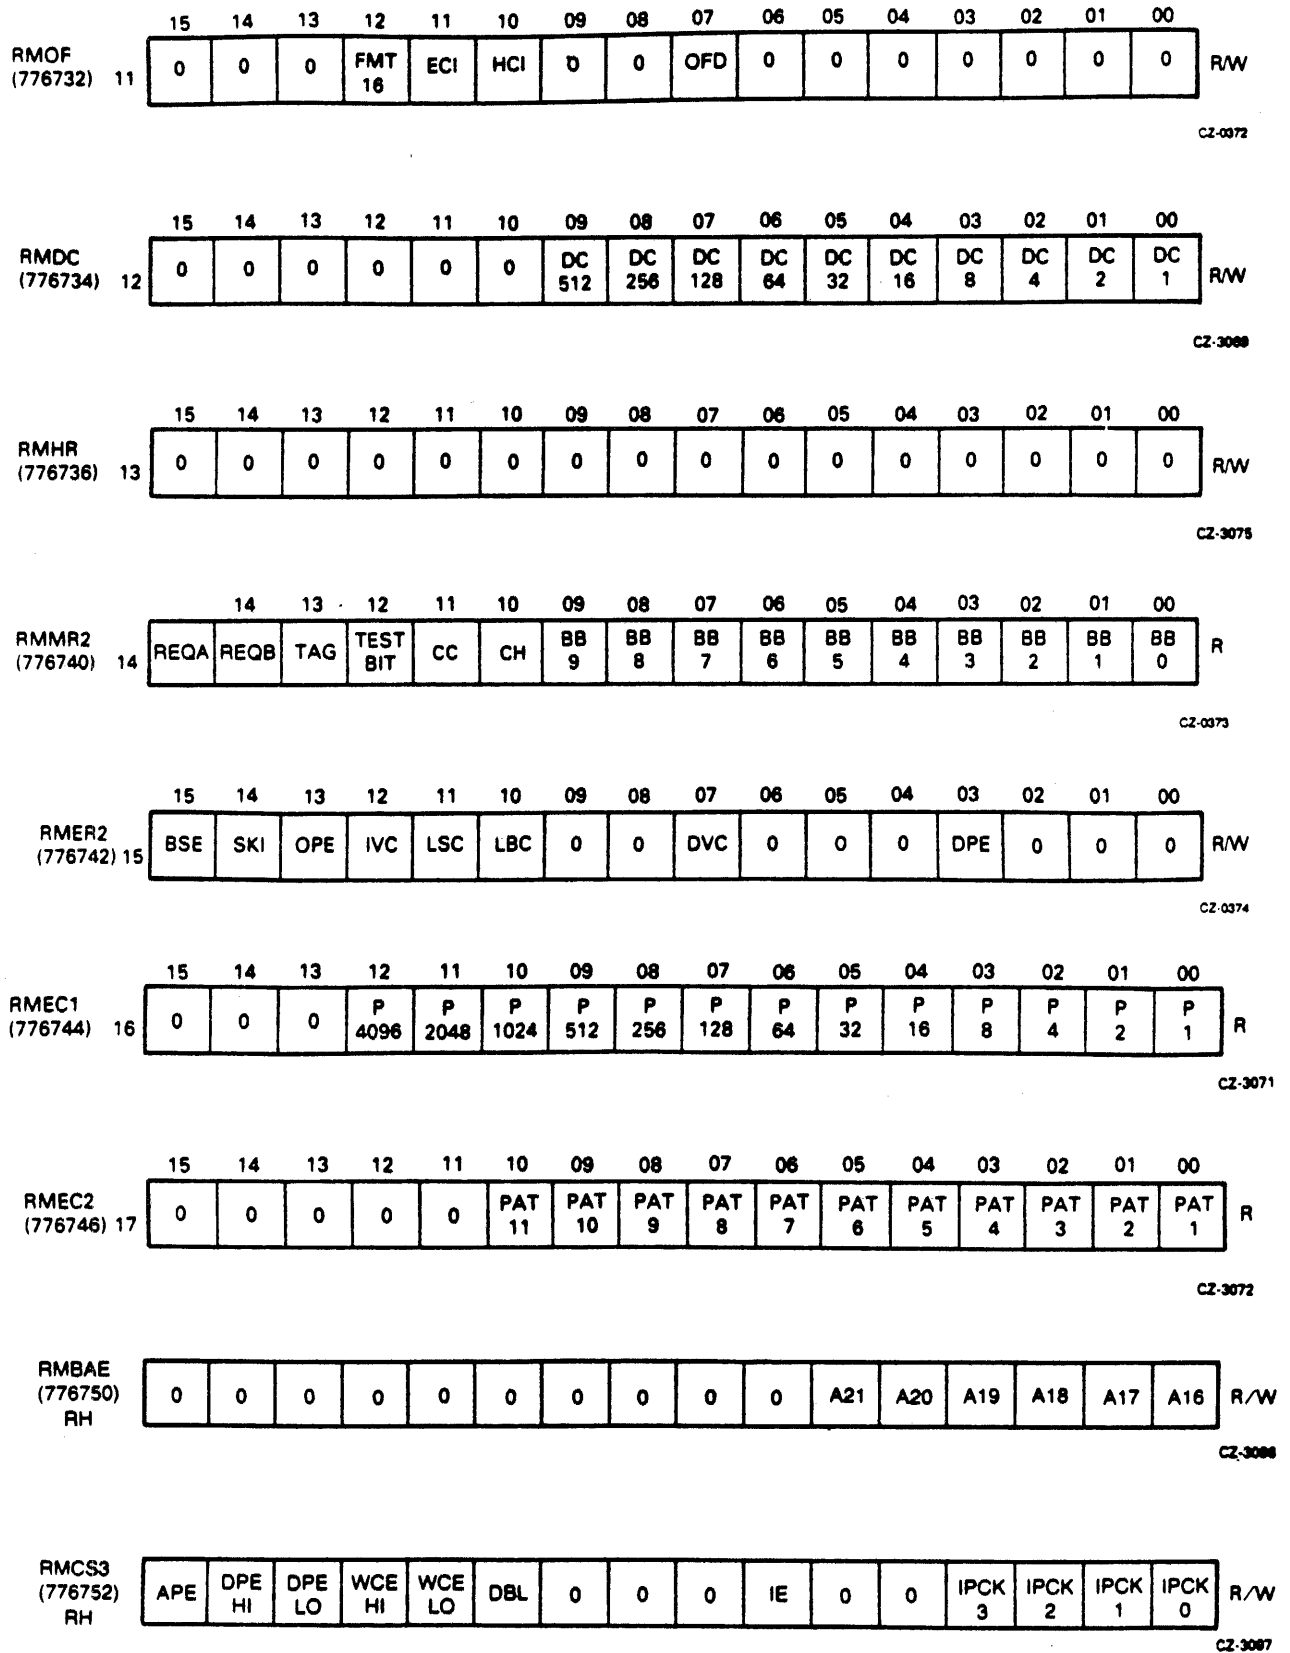 15 14 13 12 11 10 09 08 07 06 05 04 03 02 01 00
RMOF
(776732) 11 0 0 0 FMT 16 ECI HCI 0 0 OFD 0 0 0 0 0 0 0 R/W
CZ-0372
15 14 13 12 11 10 09 08 07 06 05 04 03 02 01 00
RMDC
(776734) 12 0 0 0 0 0 0 DC 512 DC 256 DC 128 DC 64 DC 32 DC 16 DC 8 DC 4 DC 2 DC 1 R/W
CZ-3069
15 14 13 12 11 10 09 08 07 06 05 04 03 02 01 00
RMHR
(776736) 13 0 0 0 0 0 0 0 0 0 0 0 0 0 0 0 0 R/W
CZ-3075
14 13 12 11 10 09 08 07 06 05 04 03 02 01 00
RMMR2
(776740) 14 REQA REQB TAG TEST BIT CC CH BB 9 BB 8 BB 7 BB 6 BB 5 BB 4 BB 3 BB 2 BB 1 BB 0 R
CZ-0373
15 14 13 12 11 10 09 08 07 06 05 04 03 02 01 00
RMER2
(776742) 15 BSE SKI OPE IVC LSC LBC 0 0 DVC 0 0 0 DPE 0 0 0 R/W
CZ-0374
15 14 13 12 11 10 09 08 07 06 05 04 03 02 01 00
RMEC1
(776744) 16 0 0 0 P 4096 P 2048 P 1024 P 512 P 256 P 128 P 64 P 32 P 16 P 8 P 4 P 2 P 1 R
CZ-3071
15 14 13 12 11 10 09 08 07 06 05 04 03 02 01 00
RMEC2
(776746) 17 0 0 0 0 0 PAT 11 PAT 10 PAT 9 PAT 8 PAT 7 PAT 6 PAT 5 PAT 4 PAT 3 PAT 2 PAT 1 R
CZ-3072
RMBAE
(776750) 0 0 0 0 0 0 0 0 0 0 A21 A20 A19 A18 A17 A16 R/W
RH
CZ-3086
RMCS3
(776752) APE DPE HI DPE LO WCE HI WCE LO DBL 0 0 0 IE 0 0 IPCK 3 IPCK 2 IPCK 1 IPCK 0 R/W
RH
CZ-3087